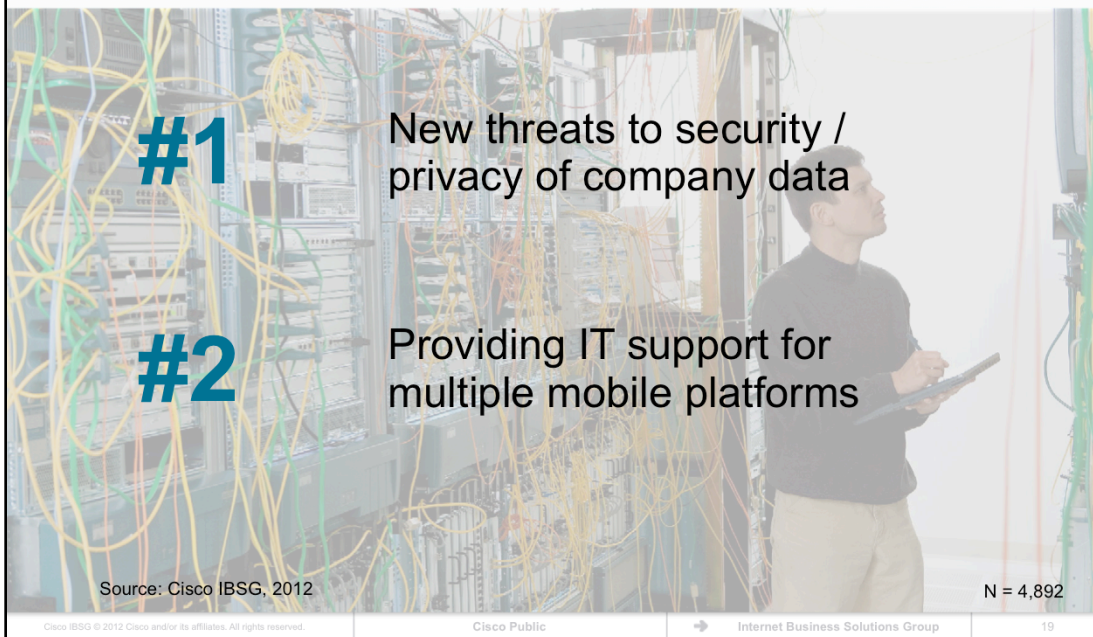 #1
New threats to security /
privacy of company data
#2
Providing IT support for
multiple mobile platforms
Source: Cisco IBSG, 2012
N = 4,892
Cisco IBSG © 2012 Cisco and/or its affiliates. All rights reserved.
Cisco Public
Internet Business Solutions Group
19